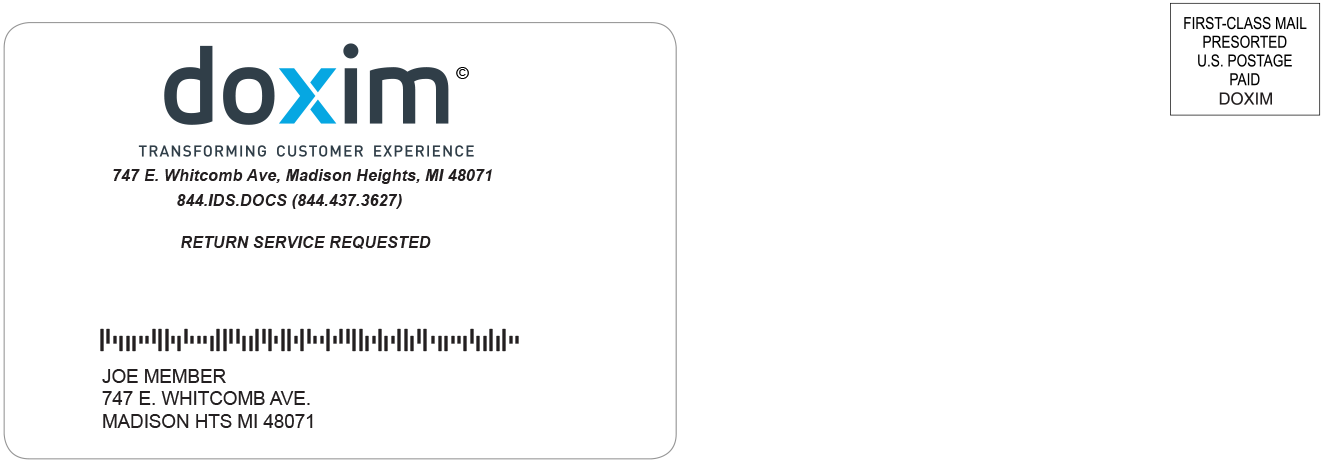 doxim©
TRANSFORMING CUSTOMER EXPERIENCE
747 E. Whitcomb Ave, Madison Heights, MI 48071
844.IDS.DOCS (844.437.3627)
RETURN SERVICE REQUESTED
JOE MEMBER
747 E. WHITCOMB AVE.
MADISON HTS MI 48071
FIRST-CLASS MAIL
PRESORTED
U.S. POSTAGE
PAID
DOXIM